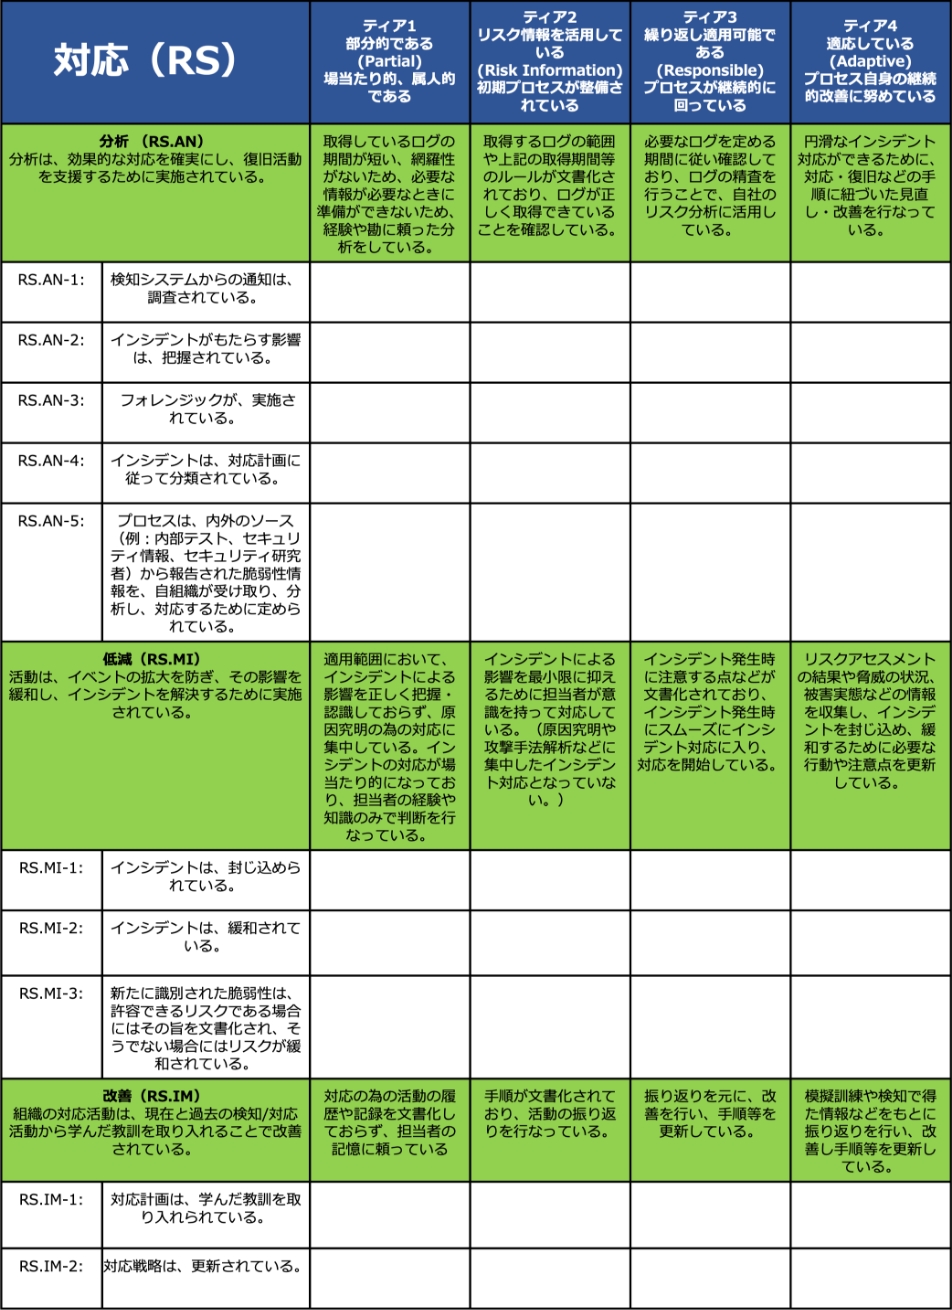 対応（RS）
ティア1
部分的である
(Partial)
場当たり的、属人的
である
ティア2
リスク情報を活用して
いる
(Risk Information)
初期プロセスが整備さ
れている
ティア3
繰り返し適用可能で
ある
(Responsible)
プロセスが継続的に
回っている
ティア4
適応している
(Adaptive)
プロセス自身の継続
的改善に努めている
分析 （RS.AN）
分析は、効果的な対応を確実にし、復旧活動
を支援するために実施されている。
取得しているログの
期間が短い、網羅性
がないため、必要な
情報が必要なときに
準備ができないため、
経験や勘に頼った分
析をしている。
取得するログの範囲
や上記の取得期間等
のルールが文書化さ
れており、ログが正
しく取得できている
ことを確認している。
必要なログを定める
期間に従い確認して
おり、ログの精査を
行うことで、自社の
リスク分析に活用し
ている。
円滑なインシデント
対応ができるために、
対応・復旧などの手
順に紐づいた見直
し・改善を行なって
いる。
RS.AN-1:
検知システムからの通知は、
調査されている。
RS.AN-2:
インシデントがもたらす影響
は、把握されている。
RS.AN-3:
フォレンジックが、実施さ
れている。
RS.AN-4:
インシデントは、対応計画に
従って分類されている。
RS.AN-5:
プロセスは、内外のソース
（例：内部テスト、セキュリ
ティ情報、セキュリティ研究
者）から報告された脆弱性情
報を、自組織が受け取り、分
析し、対応するために定めら
れている。
低減（RS.MI）
活動は、イベントの拡大を防ぎ、その影響を
緩和し、インシデントを解決するために実施
されている。
適用範囲において、
インシデントによる
影響を正しく把握・
認識しておらず、原
因究明の為の対応に
集中している。イン
シデントの対応が場
当たり的になってお
り、担当者の経験や
知識のみで判断を行
なっている。
インシデントによる
影響を最小限に抑え
るために担当者が意
識を持って対応して
いる。（原因究明や
攻撃手法解析などに
集中したインシデン
ト対応となっていな
い。）
インシデント発生時
に注意する点などが
文書化されており、
インシデント発生時
にスムーズにインシ
デント対応に入り、
対応を開始している。
リスクアセスメント
の結果や脅威の状況、
被害実態などの情報
を収集し、インシデ
ントを封じ込め、緩
和するために必要な
行動や注意点を更新
している。
RS.MI-1:
インシデントは、封じ込めら
れている。
RS.MI-2:
インシデントは、緩和されて
いる。
RS.MI-3:
新たに識別された脆弱性は、
許容できるリスクである場合
にはその旨を文書化され、そ
うでない場合にはリスクが緩
和されている。
改善（RS.IM）
組織の対応活動は、現在と過去の検知/対応
活動から学んだ教訓を取り入れることで改善
されている。
対応の為の活動の履
歴や記録を文書化し
ておらず、担当者の
記憶に頼っている
手順が文書化されて
おり、活動の振り返
りを行なっている。
振り返りを元に、改
善を行い、手順等を
更新している。
模擬訓練や検知で得
た情報などをもとに
振り返りを行い、改
善し手順等を更新し
ている。
RS.IM-1:
対応計画は、学んだ教訓を取
り入れられている。
RS.IM-2:
対応戦略は、更新されている。